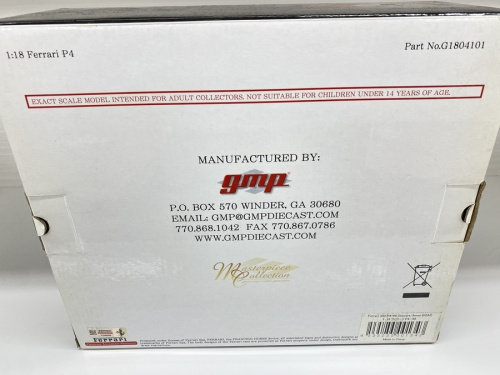 1:18 Ferrari P4
Part No.G1804101
EXACT SCALE MODEL INTENDED FOR ADULT COLLECTORS. NOT SUITABLE FOR CHILDREN UNDER 14 YEARS OF AGE.
MANUFACTURED BY:
gmp
P.O. BOX 570 WINDER, GA 30680
EMAIL: GMP@GMPDIECAST.COM
770.868.1042 FAX 770.867.0786
WWW.GMPDIECAST.COM
Masterpiece
Collection
Ferrari